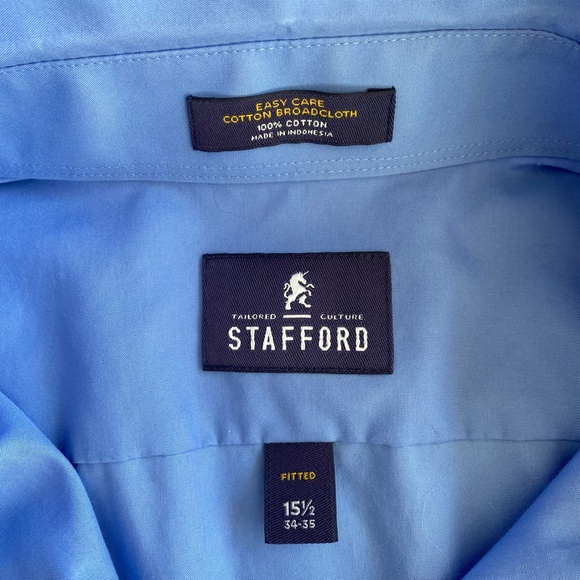 EASY CARE
COTTON BROADCLOTH
100% COTTON
MADE IN INDONESIA
TAILORED CULTURE
STAFFORD
FITTED
15½
34-35